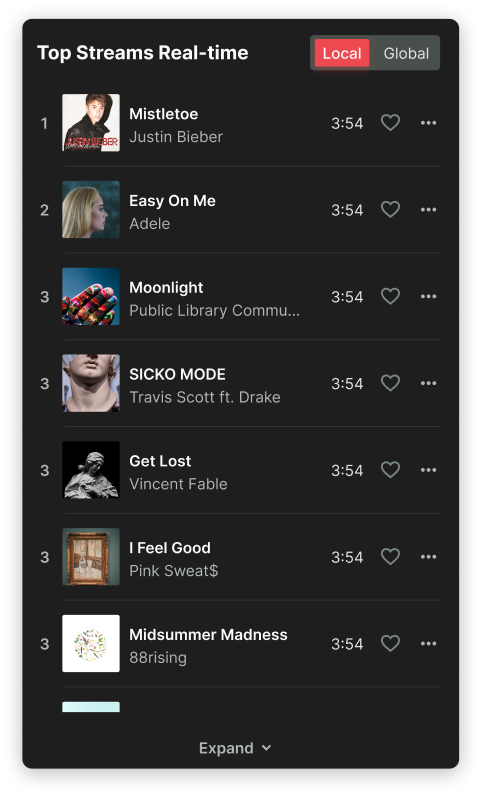 Top Streams Real-time
Local
Global
1
Mistletoe
Justin Bieber
3:54
2
Easy On Me
Adele
3:54
3
Moonlight
Public Library Commu...
3:54
3
SICKO MODE
Travis Scott ft. Drake
3:54
3
Get Lost
Vincent Fable
3:54
3
I Feel Good
Pink Sweat$
3:54
3
Midsummer Madness
88rising
3:54
Expand